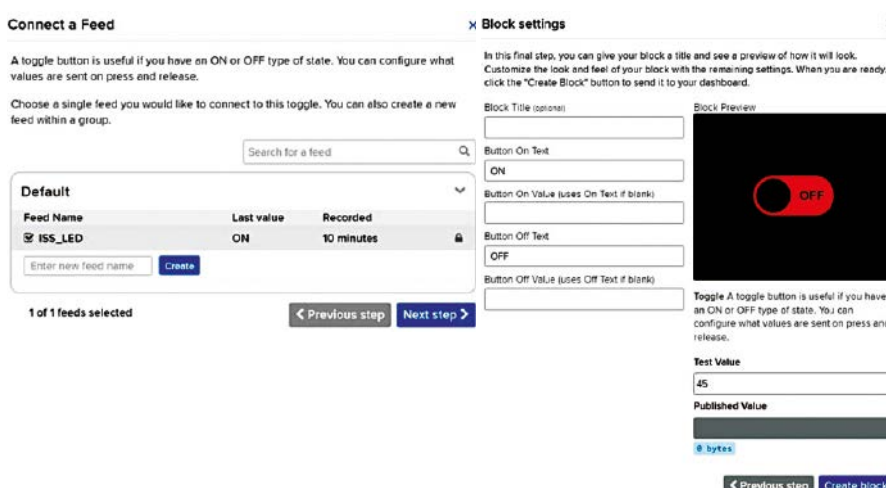 Connect a Feed
A toggle button is useful if you have an ON or OFF type of state. You can configure what
values are sent on press and release.
Choose a single feed you would like to connect to this toggle. You can also create a new
feed within a group.
Search for a feed
Default
Feed Name Last value Recorded
ISS_LED ON 10 minutes
Enter new feed name Create
1 of 1 feeds selected
Previous step Next step
Block settings
In this final step, you can give your block a title and see a preview of how it will look.
Customize the look and feel of your block with the remaining settings. When you are ready,
click the "Create Block" button to send it to your dashboard.
Block Title (optional)
Button On Text
ON
Button On Value (uses On Text if blank)
Button Off Text
OFF
Button Off Value (uses Off Text if blank)
Block Preview
OFF
Toggle A toggle button is useful if you have
an ON or OFF type of state. You can
configure what values are sent on press and
release.
Test Value
45
Published Value
0 bytes
Previous step Create block